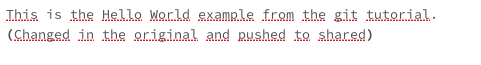 This is the Hello World example from the git tutorial.
(Changed in the original and pushed to shared)